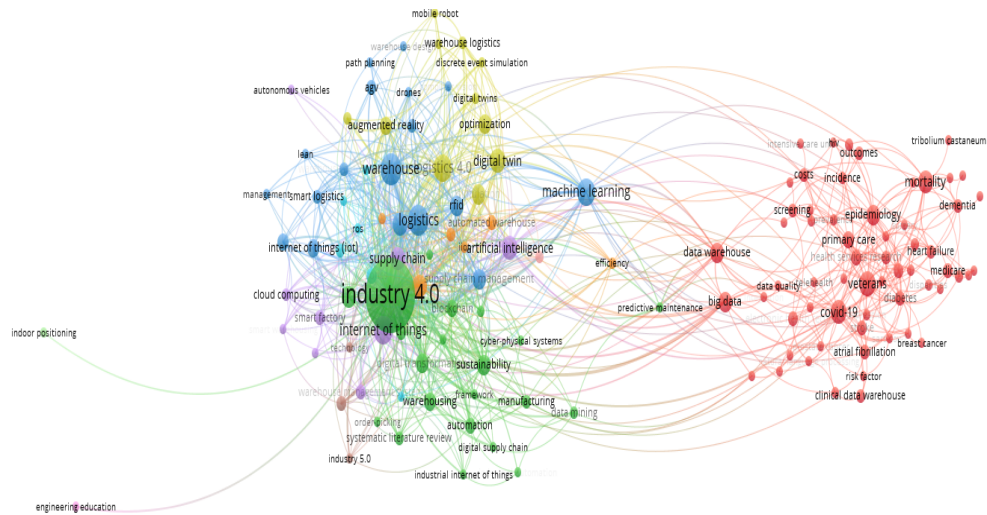 mobile robot
warehouse design
warehouse logistics
path planning
discrete event simulation
autonomous vehicles
agv
drones
digital twins
augmented reality
optimization
intensive care unit
hiv
tribolium castaneum
outcomes
lean
warehouse
logistics 4.0
digital twin
costs
incidence
mortality
management
smart logistics
rfid
machine learning
screening
epidemiology
dementia
logistics
automated warehouse
ros
internet of things (iot)
artificial intelligence
primary care
data warehouse
heart failure
supply chain
efficiency
health services research
medicare
supply chain management
data quality
telehealth
veterans
cloud computing
industry 4.0
big data
diabetes
blockchain
predictive maintenance
covid-19
smart factory
internet of things
stroke
indoor positioning
technology
cyber-physical systems
breast cancer
atrial fibrillation
digital transformation
sustainability
risk factor
framework
clinical data warehouse
warehousing
manufacturing
data mining
order picking
automation
systematic literature review
digital supply chain
industry 5.0
industrial internet of things
engineering education